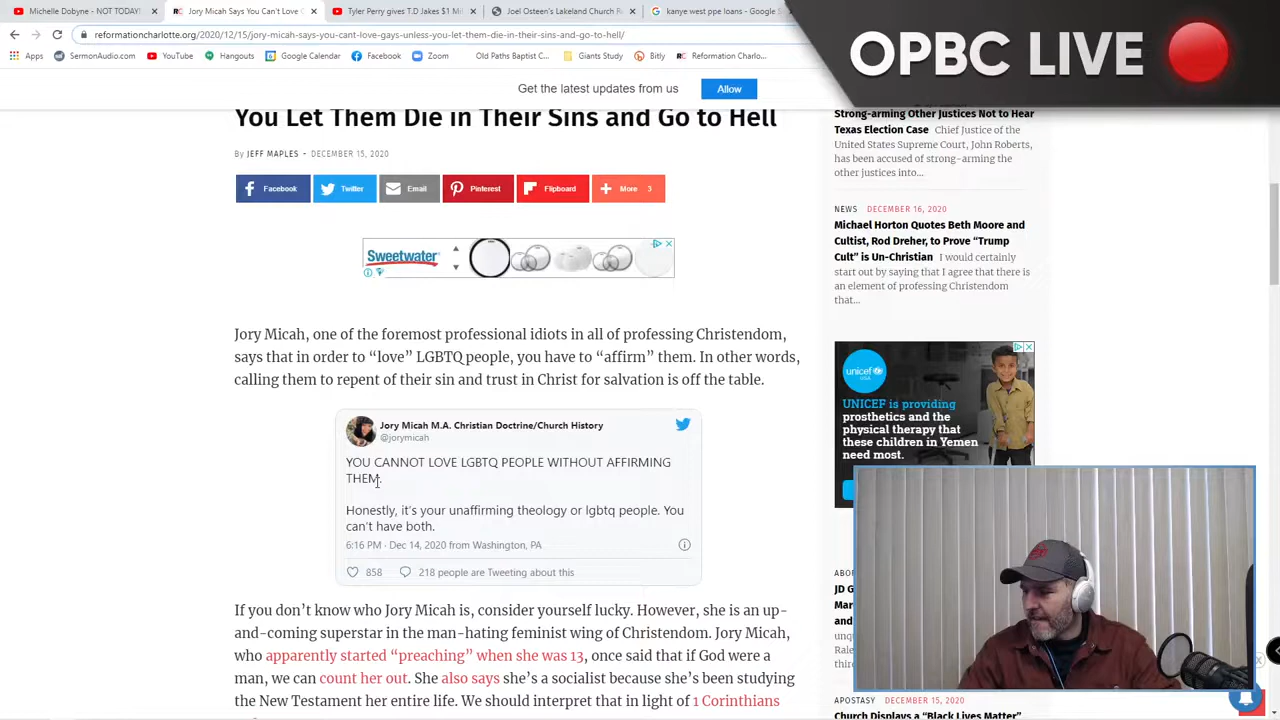 Michelle Dobyne - NOT TODAY!
Jory Micah Says You Can't Love G
Tyler Perry gives T.D Jakes $1 Mil
Joel Osteen's Lakeland Church Re
kanye west ppe loans - Google S
reformationcharlotte.org/2020/12/15/jory-micah-says-you-cant-love-gays-unless-you-let-them-die-in-their-sins-and-go-to-hell/
Apps
SermonAudio.com
YouTube
Hangouts
Google Calendar
Facebook
Zoom
Old Paths Baptist C...
Giants Study
Bitly
Reformation Charlo...
OPBC LIVE
Get the latest updates from us
Allow
You Let Them Die in Their Sins and Go to Hell
By JEFF MAPLES - DECEMBER 15, 2020
Facebook
Twitter
Email
Pinterest
Flipboard
More 3
Sweetwater
Jory Micah, one of the foremost professional idiots in all of professing Christendom,
says that in order to “love” LGBTQ people, you have to “affirm” them. In other words,
calling them to repent of their sin and trust in Christ for salvation is off the table.
Jory Micah M.A. Christian Doctrine/Church History
@jorymicah
YOU CANNOT LOVE LGBTQ PEOPLE WITHOUT AFFIRMING
THEM.
Honestly, it's your unaffirming theology or lgbtq people. You
can't have both.
6:16 PM · Dec 14, 2020 from Washington, PA
858
218 people are Tweeting about this
If you don’t know who Jory Micah is, consider yourself lucky. However, she is an up-
and-coming superstar in the man-hating feminist wing of Christendom. Jory Micah,
who apparently started “preaching” when she was 13, once said that if God were a
man, we can count her out. She also says she’s a socialist because she’s been studying
the New Testament her entire life. We should interpret that in light of 1 Corinthians
Strong-arming Other Justices Not to Hear
Texas Election Case Chief Justice of the
United States Supreme Court, John Roberts,
has been accused of strong-arming the
other justices into...
NEWS DECEMBER 16, 2020
Michael Horton Quotes Beth Moore and
Cultist, Rod Dreher, to Prove “Trump
Cult” is Un-Christian I would certainly
start out by saying that I agree that there is
an element of professing Christendom
that...
unicef
USA
UNICEF is providing
prosthetics and the
physical therapy that
these children in Yemen
need most.
JD G
Mar
and
unq
Rale
third
APOSTASY DECEMBER 15, 2020
Church Displays a “Black Lives Matter”